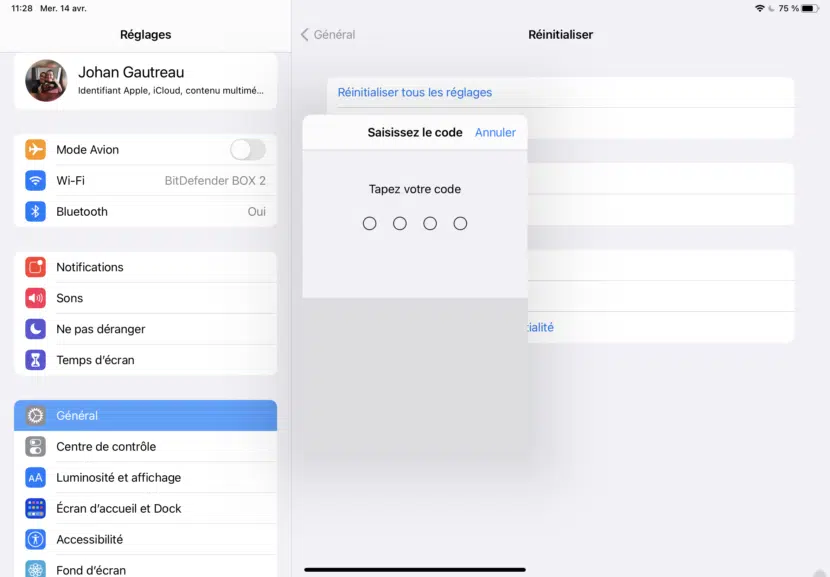 11:28 Mer. 14 avr.
75 %
Réglages
Général
Réinitialiser
Johan Gautreau
Identifiant Apple, iCloud, contenu multimé...
Réinitialiser tous les réglages
Saisissez le code
Annuler
Mode Avion
Wi-Fi
BitDefender BOX 2
Tapez votre code
Bluetooth
Oui
Notifications
Sons
Ne pas déranger
ialité
Temps d'écran
Général
Centre de contrôle
AA
Luminosité et affichage
Écran d'accueil et Dock
Accessibilité
Fond d'écran